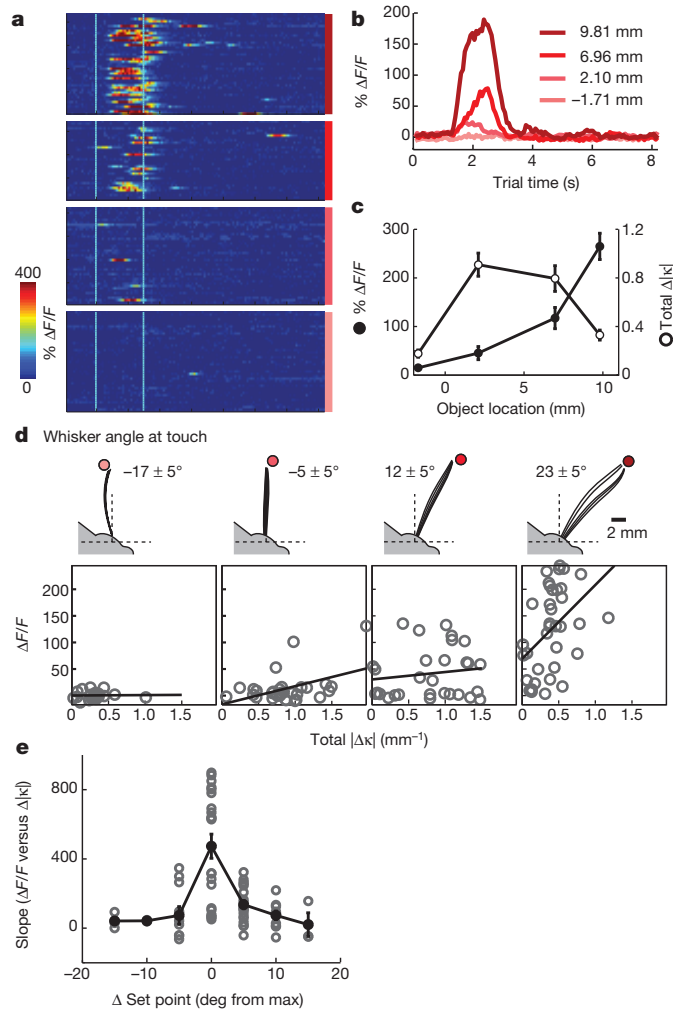 a
400
% ΔF/F
0
b
% ΔF/F
200
150
100
50
0
9.81 mm
6.96 mm
2.10 mm
–1.71 mm
0 2 4 6 8
Trial time (s)
c
% ΔF/F
300
200
100
0
1.2
0.8
0.4
0
Total Δ|κ|
0 5 10
Object location (mm)
d Whisker angle at touch
–17 ± 5°
–5 ± 5°
12 ± 5°
23 ± 5°
2 mm
ΔF/F
200
150
100
50
0 0.5 1.0 1.5
0 0.5 1.0 1.5
0 0.5 1.0 1.5
0 0.5 1.0 1.5
Total |Δκ| (mm⁻¹)
e
Slope (ΔF/F versus Δ|κ|)
800
400
0
–20 –10 0 10 20
Δ Set point (deg from max)